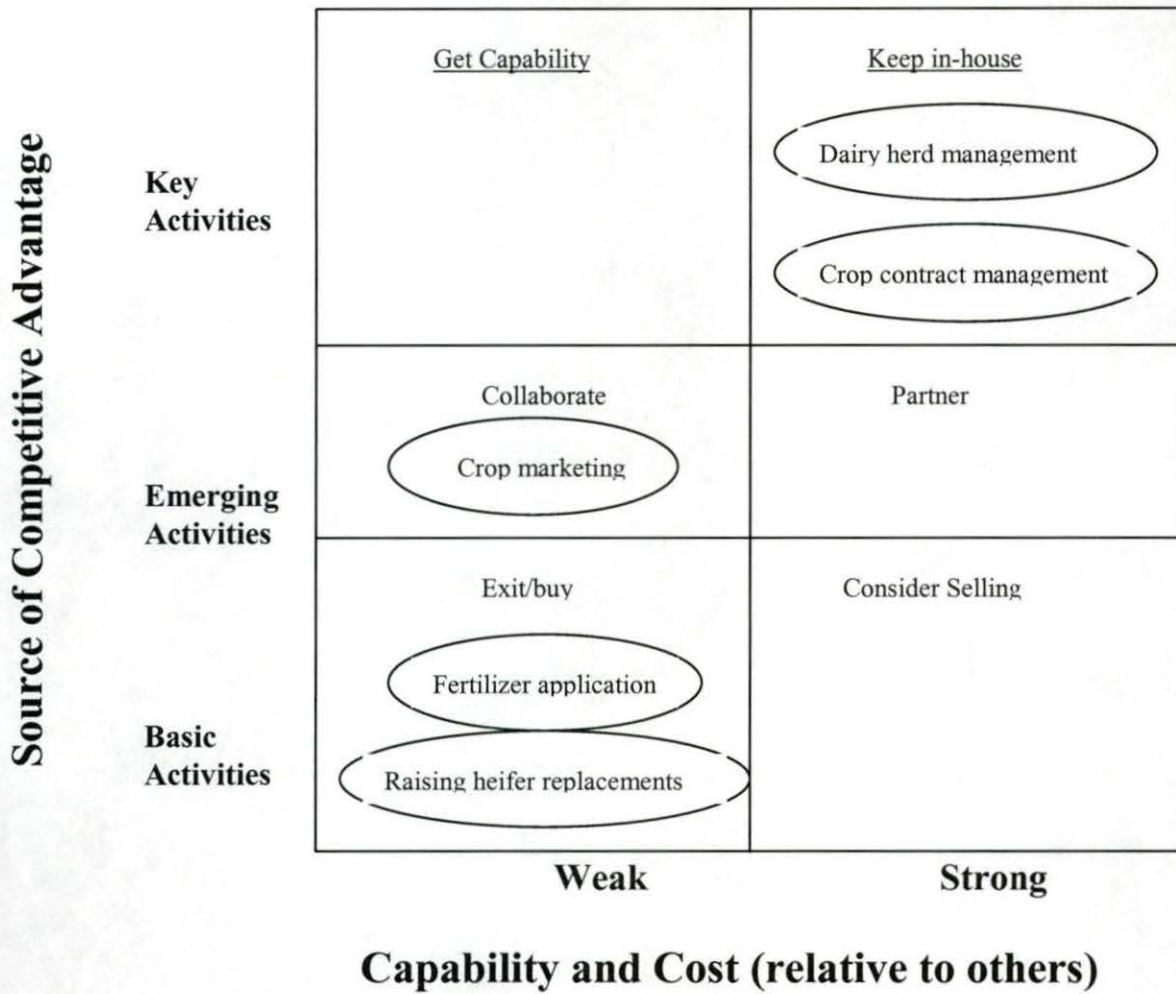 Source of Competitive Advantage
Get Capability
Keep in-house
Key
Activities
Dairy herd management
Crop contract management
Collaborate
Partner
Emerging
Activities
Crop marketing
Exit/buy
Consider Selling
Fertilizer application
Basic
Activities
Raising heifer replacements
Weak
Strong
Capability and Cost (relative to others)